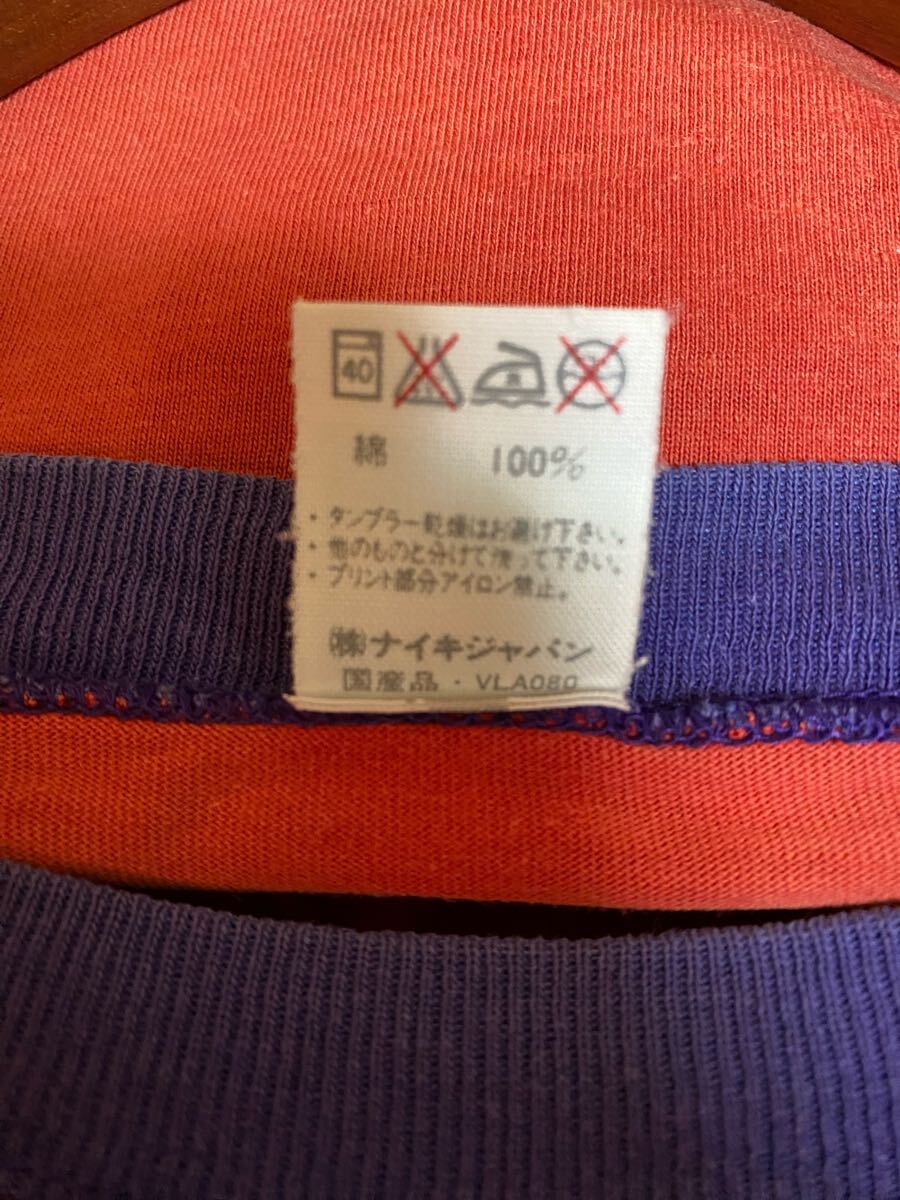 40
綿 100%
・タンブラー乾燥はお避け下さい。
・他のものと分けて洗って下さい。
・プリント部分アイロン禁止。
㈱ナイキジャパン
国産品・VLA080